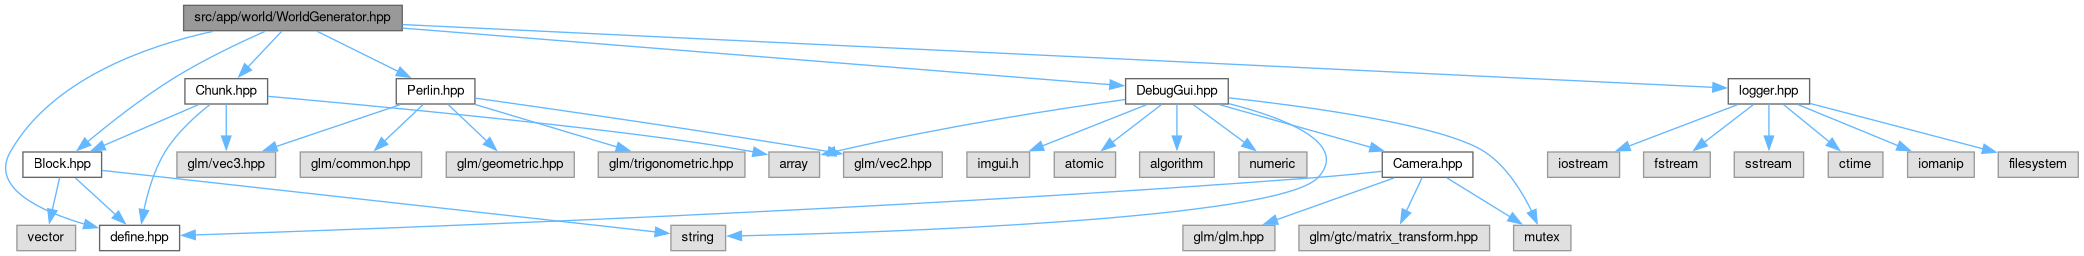 src/app/world/WorldGenerator.hpp
Chunk.hpp
Perlin.hpp
DebugGui.hpp
logger.hpp
Block.hpp
glm/vec3.hpp
glm/common.hpp
glm/geometric.hpp
glm/trigonometric.hpp
array
glm/vec2.hpp
imgui.h
atomic
algorithm
numeric
Camera.hpp
iostream
fstream
sstream
ctime
iomanip
filesystem
vector
define.hpp
string
glm/glm.hpp
glm/gtc/matrix_transform.hpp
mutex